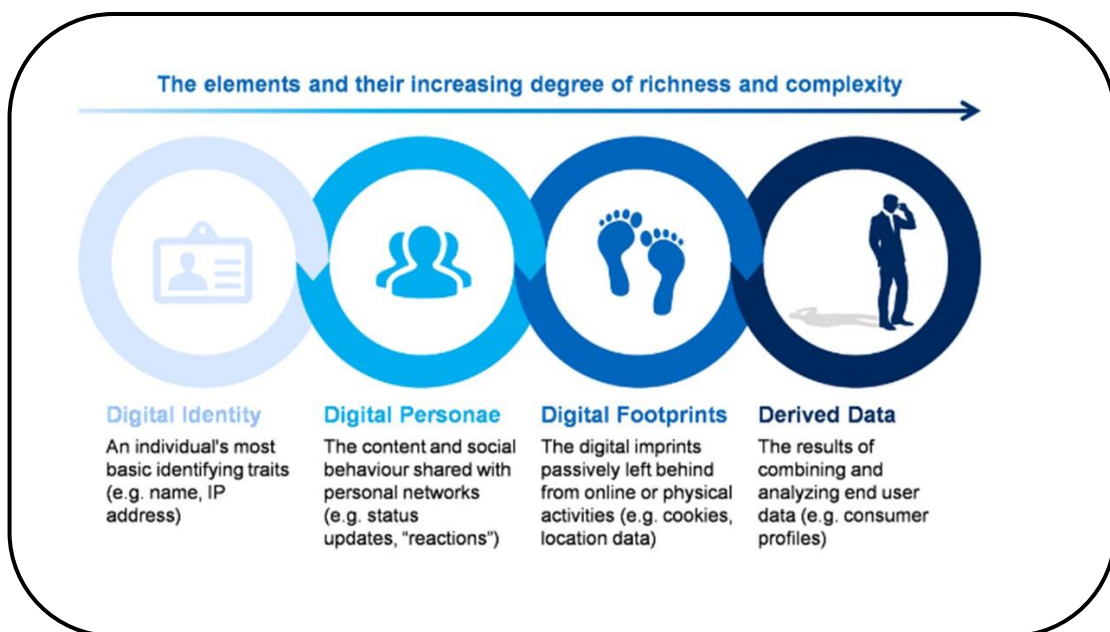 The elements and their increasing degree of richness and complexity
Digital Identity
An individual's most
basic identifying traits
(e.g. name, IP
address)
Digital Personae
The content and social
behaviour shared with
personal networks
(e.g. status
updates, “reactions”)
Digital Footprints
The digital imprints
passively left behind
from online or physical
activities (e.g. cookies,
location data)
Derived Data
The results of
combining and
analyzing end user
data (e.g. consumer
profiles)